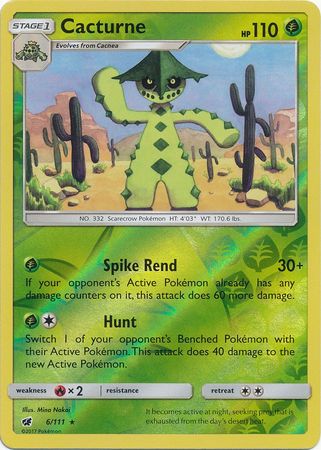 STAGE 1 Cacturne HP 110
Evolves from Cacnea
NO. 332 Scarecrow Pokémon HT: 4'03" WT: 170.6 lbs.
Spike Rend 30+
If your opponent's Active Pokémon already has any
damage counters on it, this attack does 60 more damage.
Hunt
Switch 1 of your opponent's Benched Pokémon with
their Active Pokémon. This attack does 40 damage to the
new Active Pokémon.
weakness × 2 resistance retreat
Illus. Mina Nakai
6/111 ★
©2017 Pokémon
It becomes active at night, seeking prey that is
exhausted from the day's desert heat.